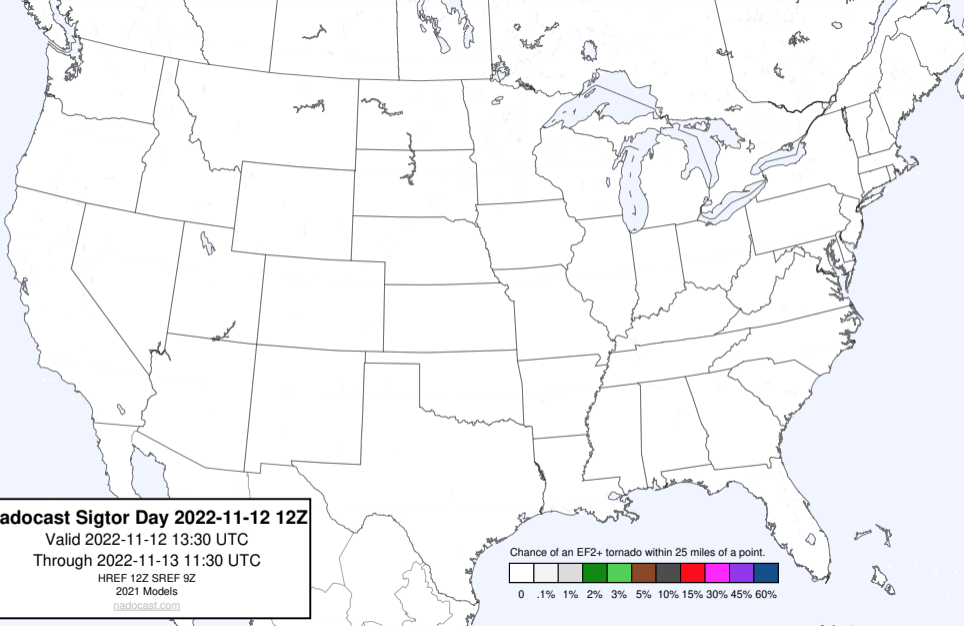 adocast Sigtor Day 2022-11-12 12Z
Valid 2022-11-12 13:30 UTC
Through 2022-11-13 11:30 UTC
HREF 12Z SREF 9Z
2021 Models
nadocast.com
Chance of an EF2+ tornado within 25 miles of a point.
0 .1% 1% 2% 3% 5% 10% 15% 30% 45% 60%